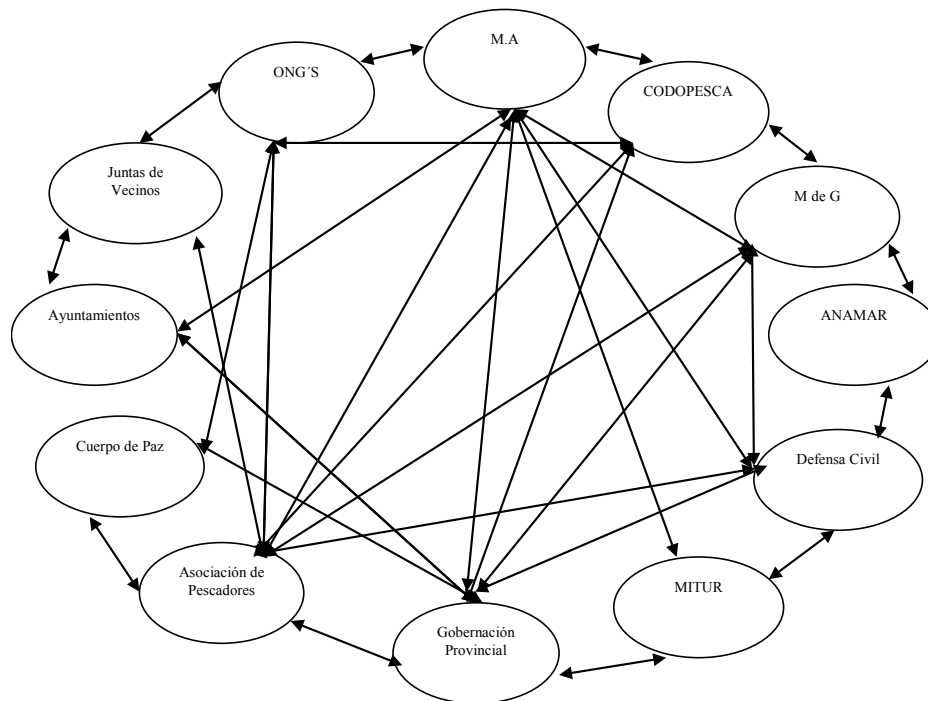 M.A
ONG´S
CODOPESCA
Juntas de
Vecinos
M de G
Ayuntamientos
ANAMAR
Cuerpo de Paz
Defensa Civil
Asociación de
Pescadores
MITUR
Gobernación
Provincial